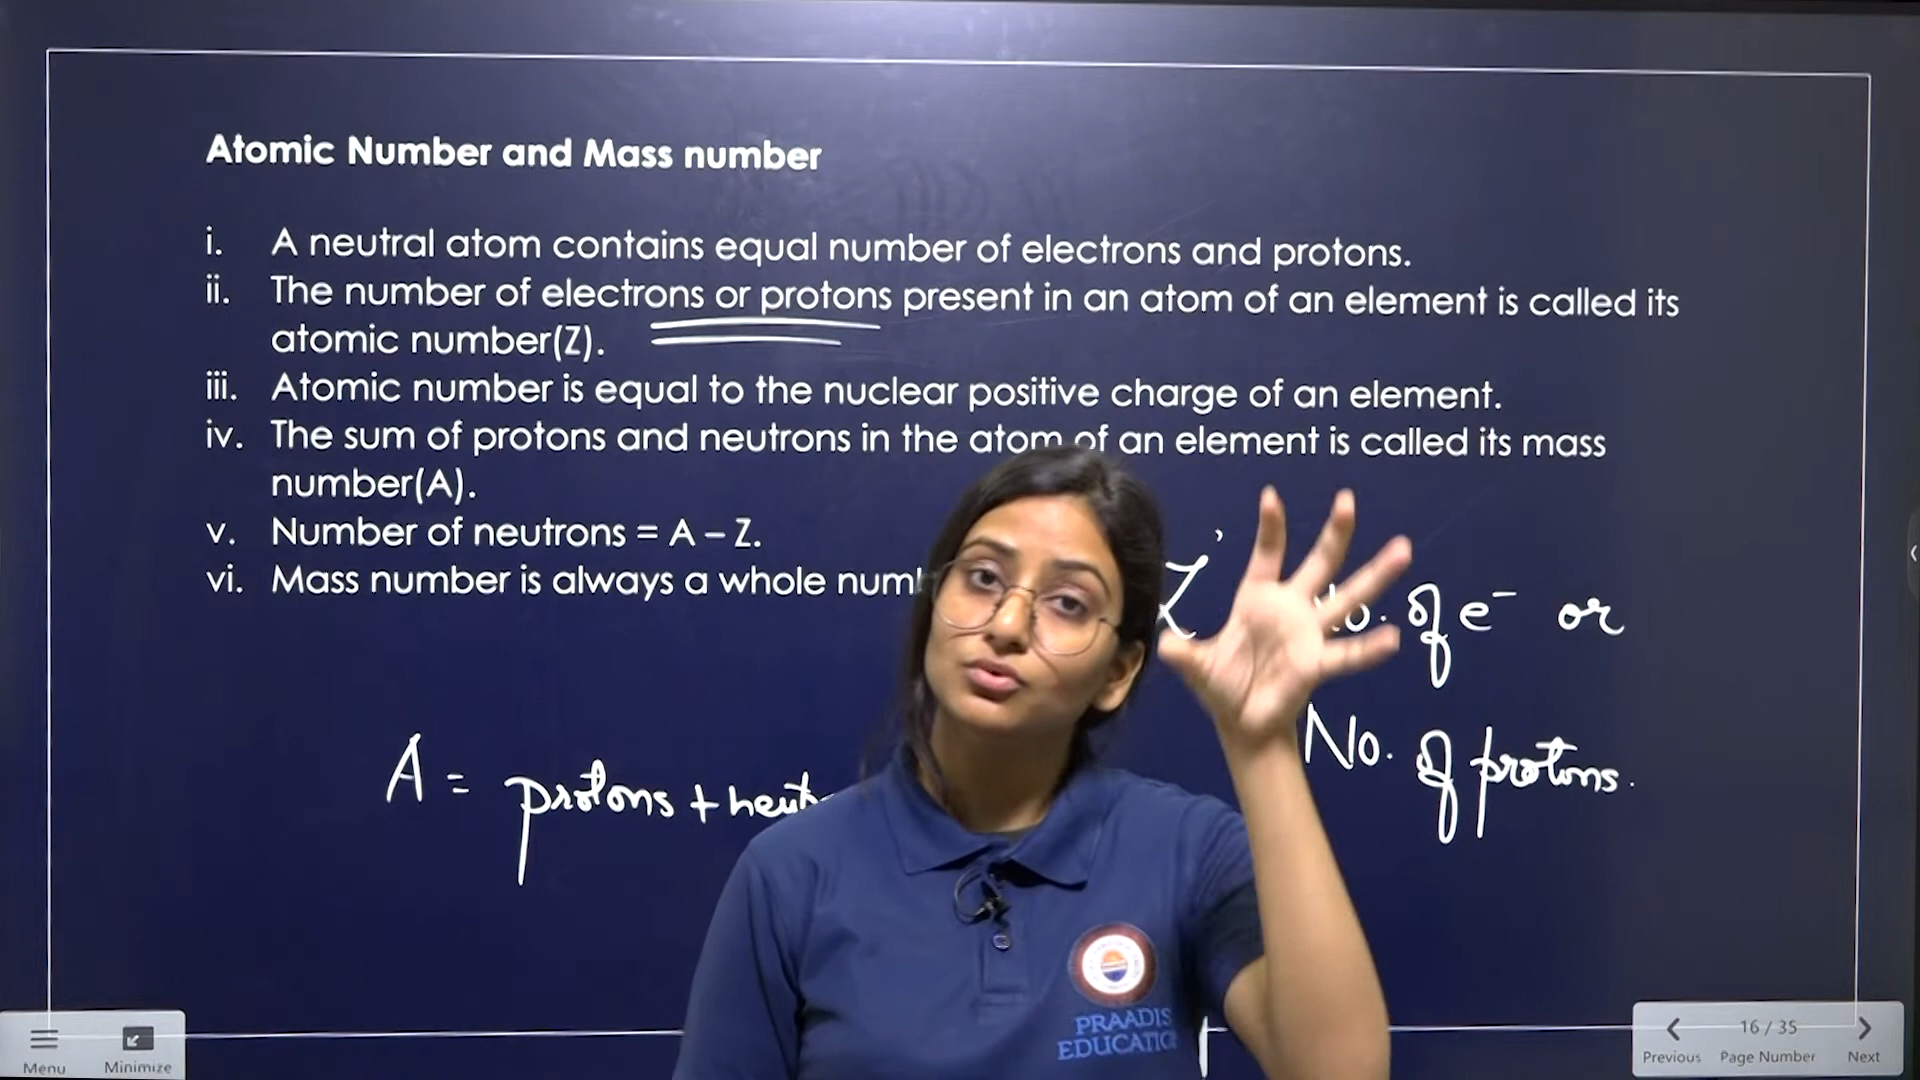 Atomic Number and Mass number
i. A neutral atom contains equal number of electrons and protons.
ii. The number of electrons or protons present in an atom of an element is called its
atomic number(Z).
iii. Atomic number is equal to the nuclear positive charge of an element.
iv. The sum of protons and neutrons in the atom of an element is called its mass
number(A).
v. Number of neutrons = A – Z.
vi. Mass number is always a whole
Z No. of e⁻ or
No. of protons.
A = protons +
PRAADIS
EDUCATIO
Menu
Minimize
16 / 35
Previous Page Number Next